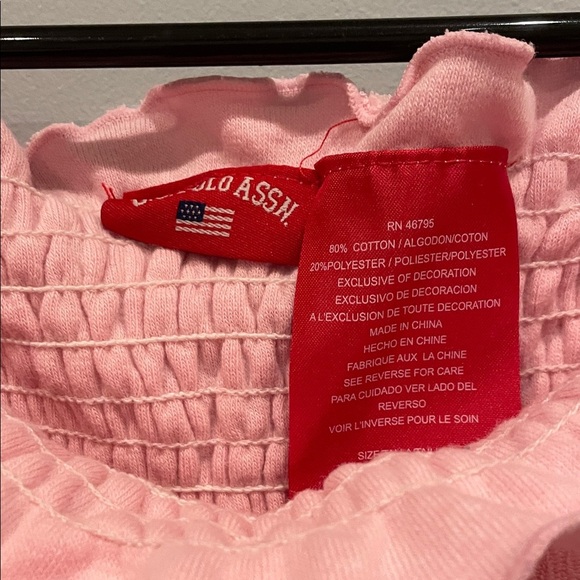 ASSN.
RN 46795
80% COTTON / ALGODON/COTON
20%POLYESTER / POLIESTER/POLYESTER
EXCLUSIVE OF DECORATION
EXCLUSIVO DE DECORACION
A L'EXCLUSION DE TOUTE DECORATION
MADE IN CHINA
HECHO EN CHINA
FABRIQUE AUX LA CHINE
SEE REVERSE FOR CARE
PARA CUIDADO VER LADO DEL
REVERSO
VOIR L'INVERSE POUR LE SOIN